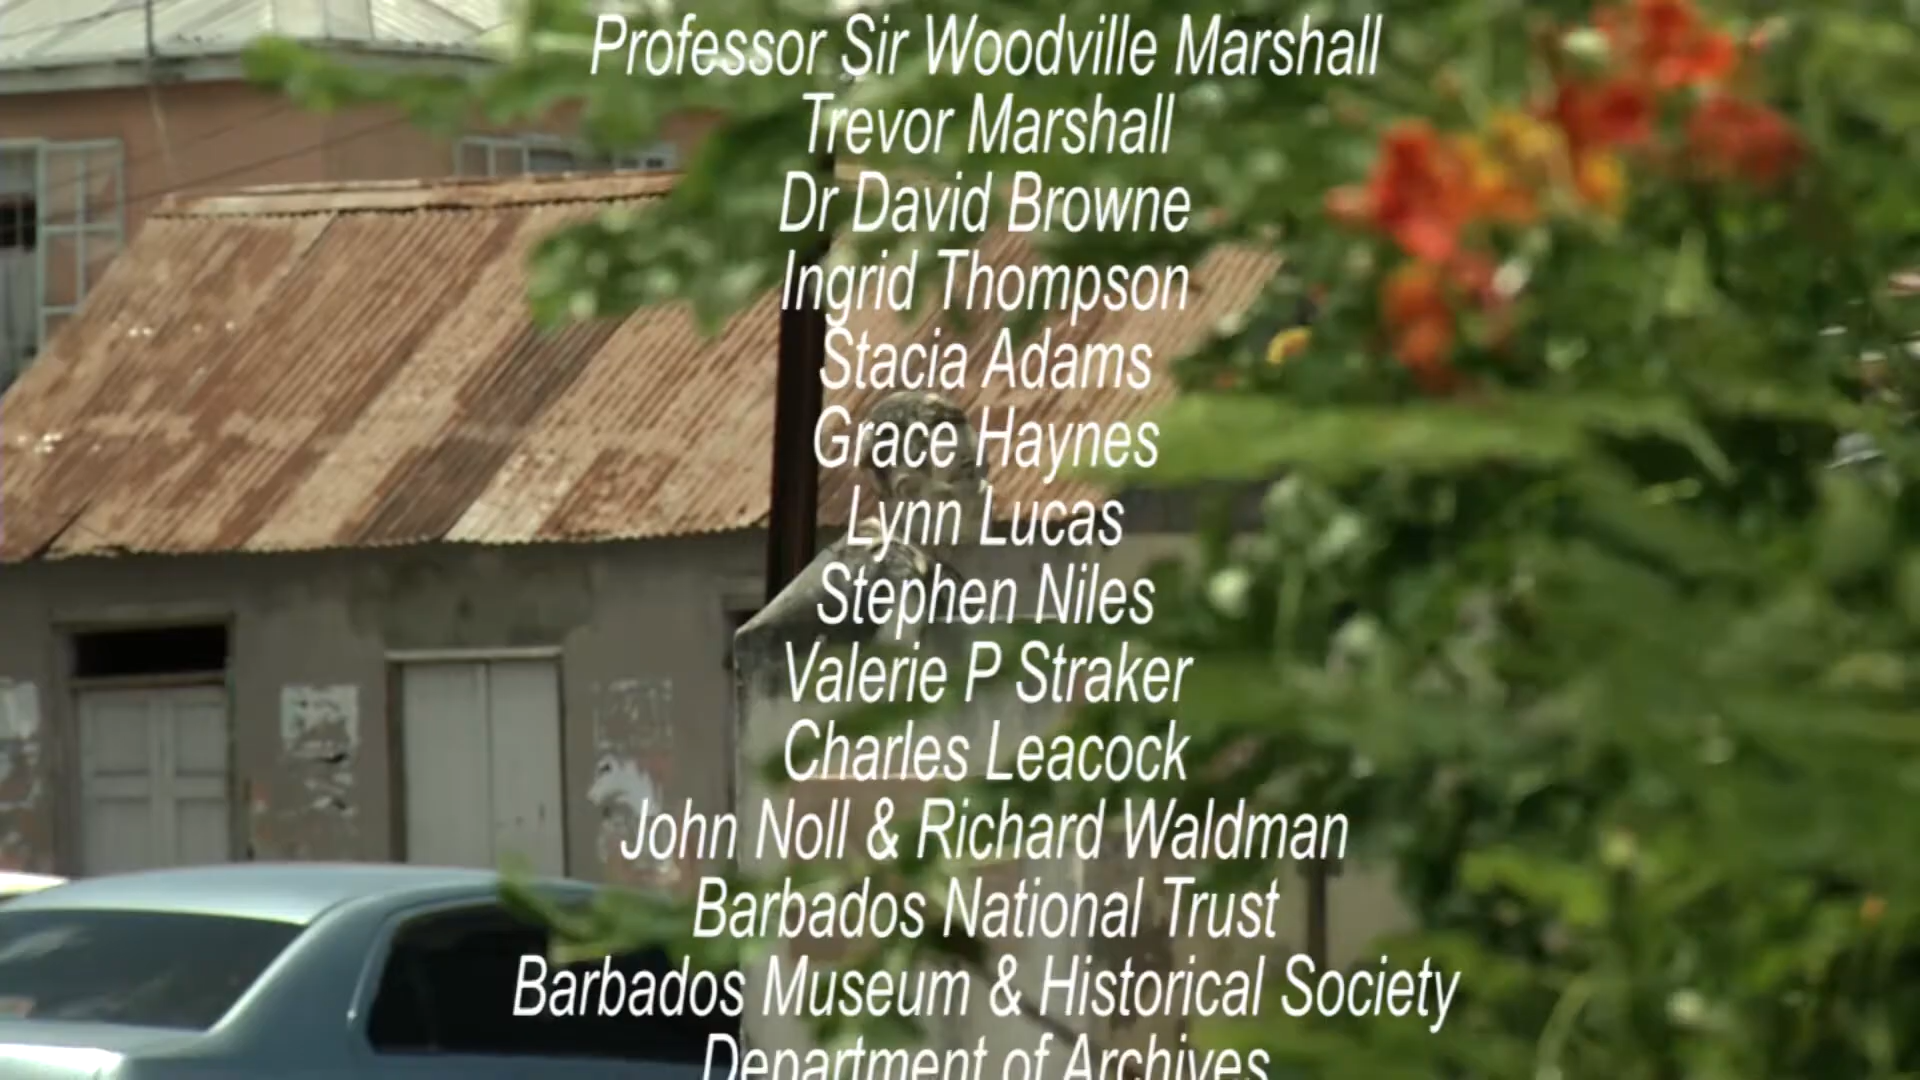 Professor Sir Woodville Marshall
Trevor Marshall
Dr David Browne
Ingrid Thompson
Stacia Adams
Grace Haynes
Lynn Lucas
Stephen Niles
Valerie P Straker
Charles Leacock
John Noll & Richard Waldman
Barbados National Trust
Barbados Museum & Historical Society
Department of Archives